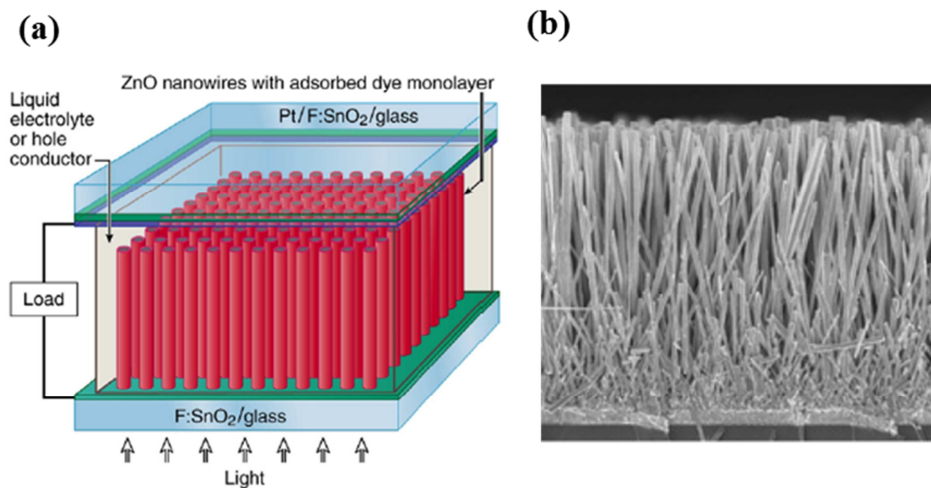 (a)
(b)
ZnO nanowires with adsorbed dye monolayer
Liquid
electrolyte
or hole
conductor
Pt/F:SnO₂/glass
Load
F:SnO₂/glass
Light